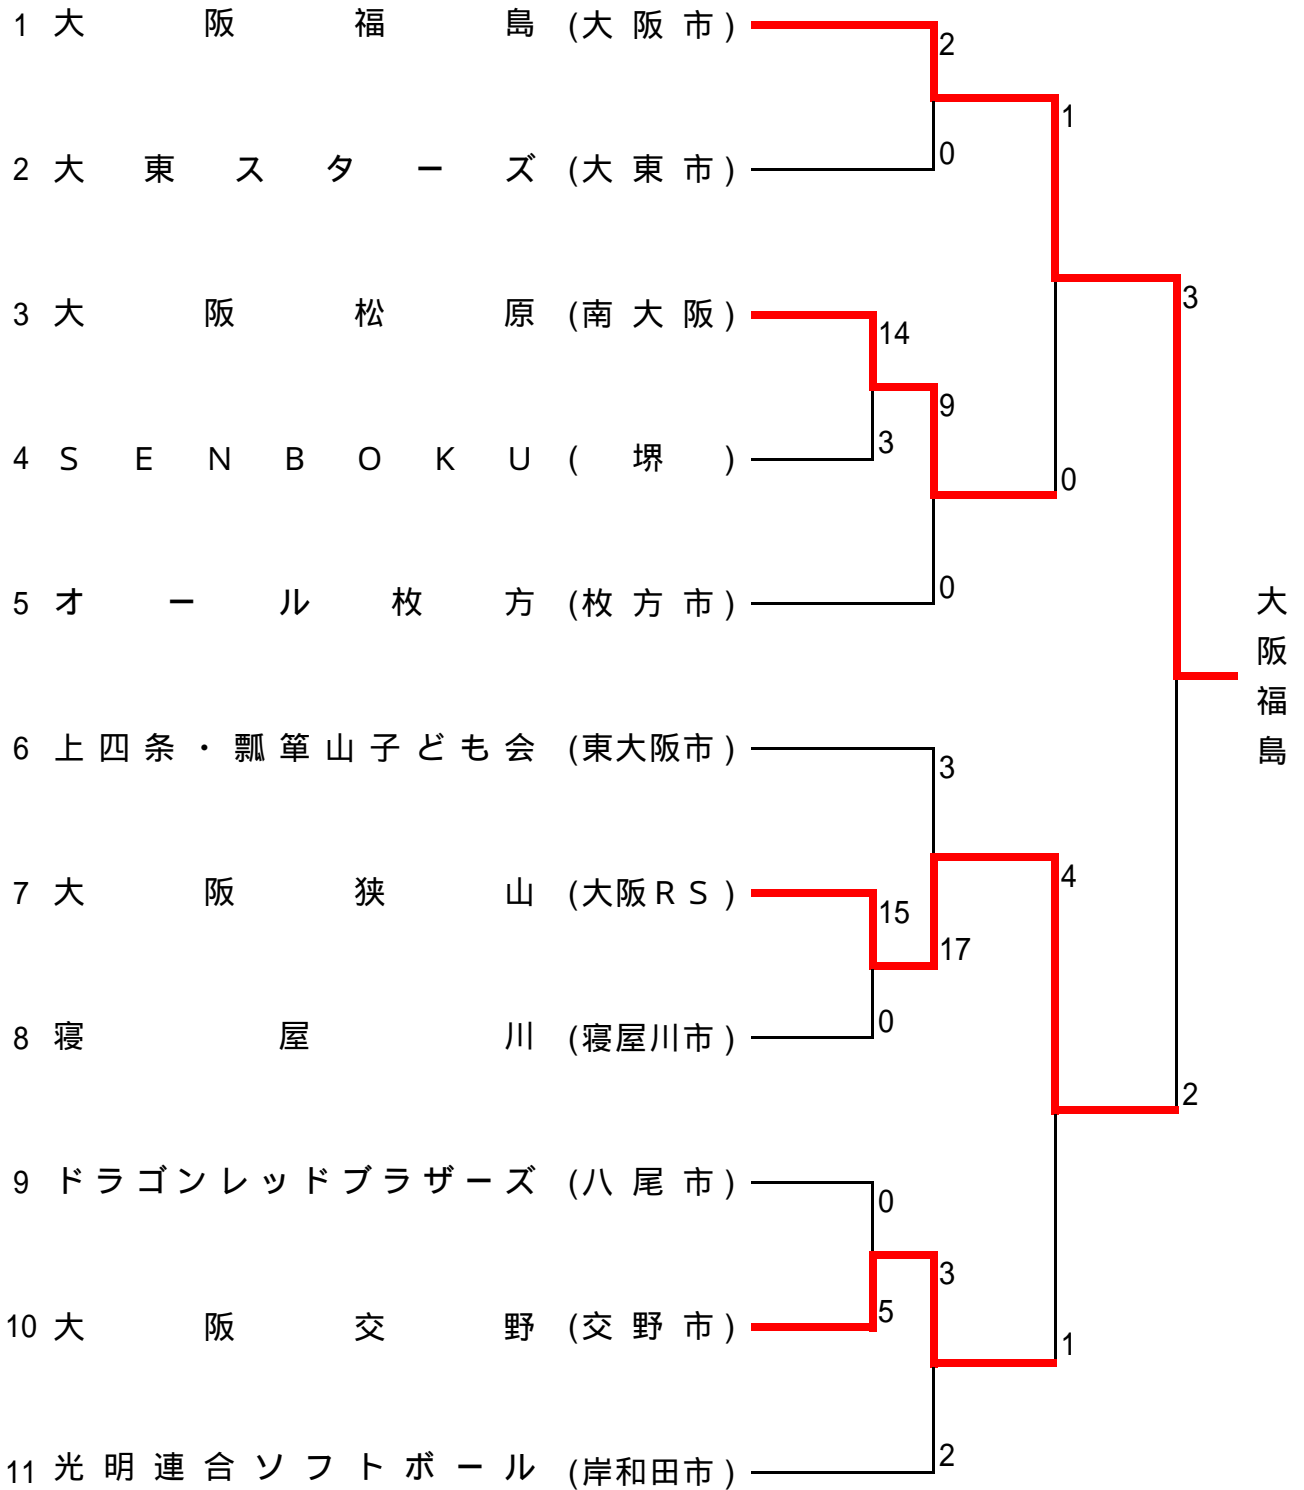 1 大阪福島 (大阪市)
2
1
2 大東スターズ (大東市)
0
3 大阪松原 (南大阪)
3
14
9
4 SENBOKU (堺)
3
0
5 オール枚方 (枚方市)
0
大阪福島
6 上四条・瓢箪山子ども会 (東大阪市)
3
7 大阪狭山 (大阪RS)
4
15
17
8 寝屋川 (寝屋川市)
0
2
9 ドラゴンレッドブラザーズ (八尾市)
0
3
10 大阪交野 (交野市)
5
1
11 光明連合ソフトボール (岸和田市)
2